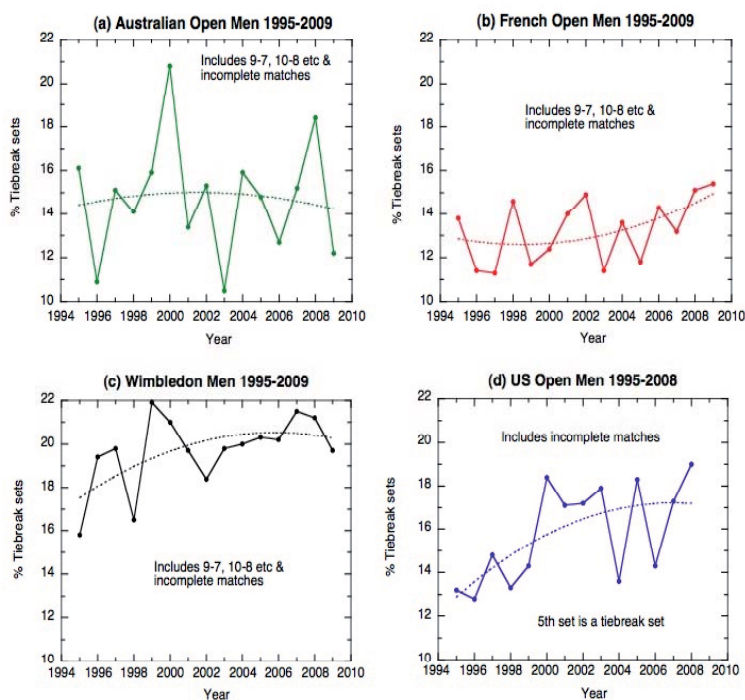 (a) Australian Open Men 1995-2009
22
20
18
16
14
12
10
% Tiebreak sets
Includes 9-7, 10-8 etc &
incomplete matches
1994 1996 1998 2000 2002 2004 2006 2008 2010
Year
(b) French Open Men 1995-2009
22
20
18
16
14
12
10
% Tiebreak sets
Includes 9-7, 10-8 etc &
incomplete matches
1994 1996 1998 2000 2002 2004 2006 2008 2010
Year
(c) Wimbledon Men 1995-2009
22
20
18
16
14
12
10
% Tiebreak sets
Includes 9-7, 10-8 etc &
incomplete matches
1994 1996 1998 2000 2002 2004 2006 2008 2010
Year
(d) US Open Men 1995-2008
22
20
18
16
14
12
10
% Tiebreak sets
Includes incomplete matches
5th set is a tiebreak set
1994 1996 1998 2000 2002 2004 2006 2008 2010
Year